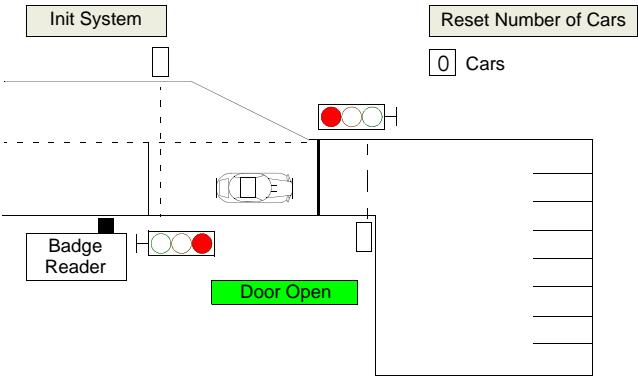 Init System
Reset Number of Cars
0 Cars
Badge
Reader
Door Open